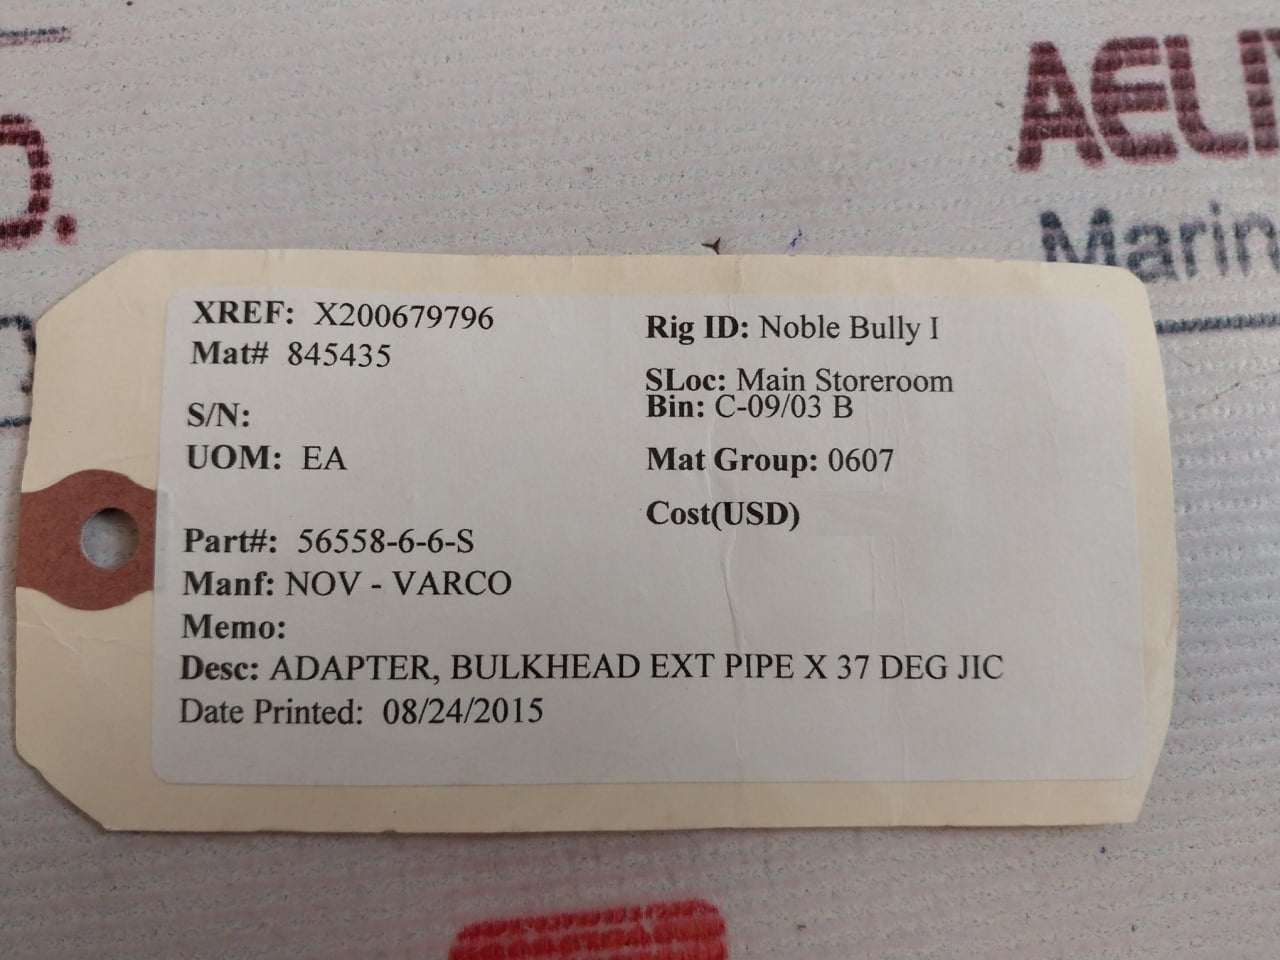 XREF: X200679796
Mat# 845435
S/N:
UOM: EA
Part#: 56558-6-6-S
Manf: NOV - VARCO
Memo:
Desc: ADAPTER, BULKHEAD EXT PIPE X 37 DEG JIC
Date Printed: 08/24/2015
Rig ID: Noble Bully I
SLoc: Main Storeroom
Bin: C-09/03 B
Mat Group: 0607
Cost(USD)